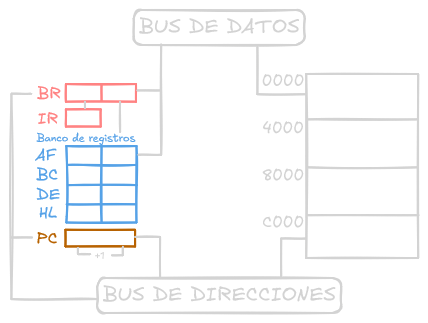 BUS DE DATOS
0000
BR
IR
4000
Banco de registros
AF
BC
8000
DE
HL
C000
PC
+1
BUS DE DIRECCIONES